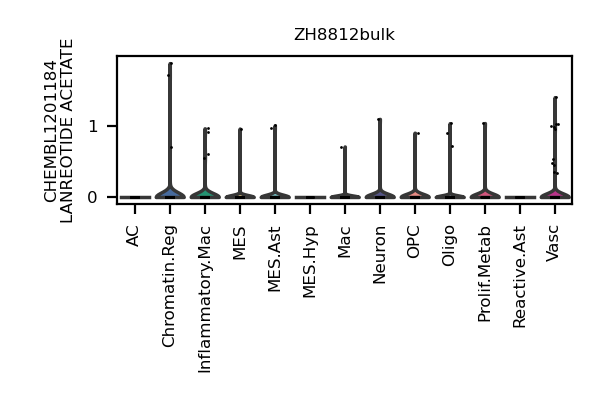 ZH8812bulk
CHEMBL1201184
LANREOTIDE ACETATE
1
0
AC
Chromatin.Reg
Inflammatory.Mac
MES
MES.Ast
MES.Hyp
Mac
Neuron
OPC
Oligo
Prolif.Metab
Reactive.Ast
Vasc